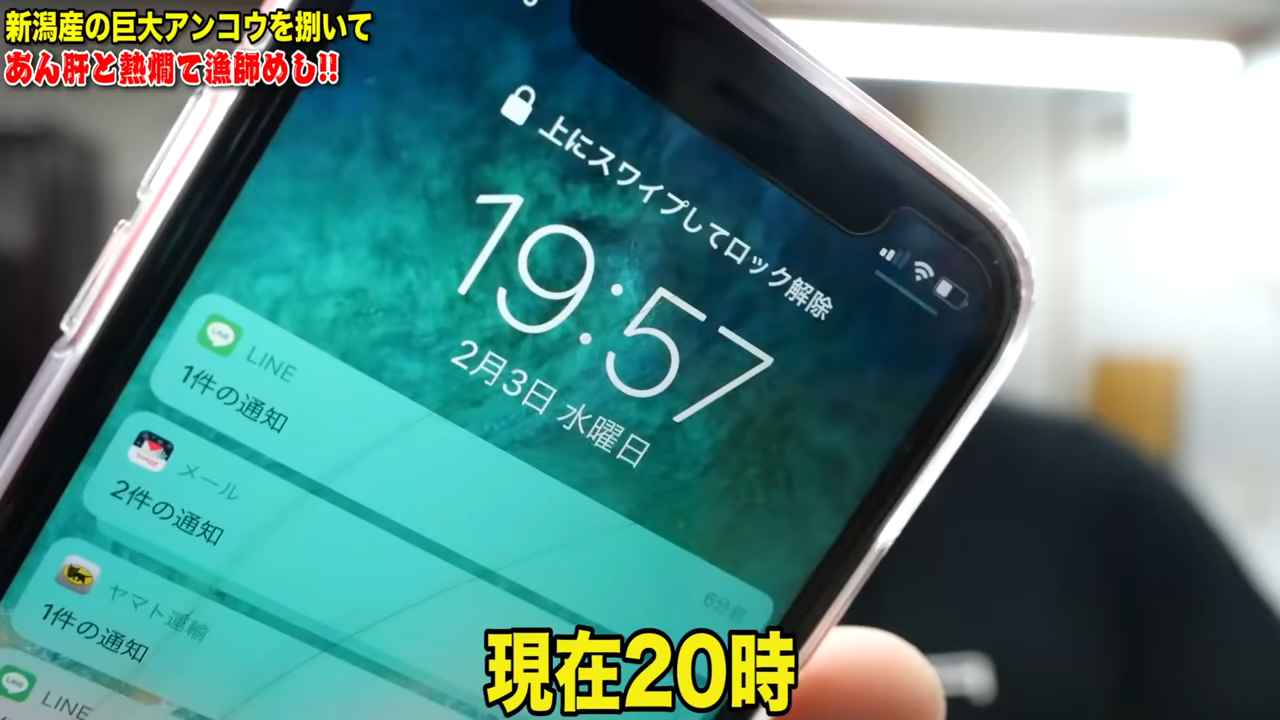 新潟産の巨大アンコウを捌いて
あん肝と熱燗で漁師めし!!
上にスワイプしてロック解除
19:57
2月3日 水曜日
LINE
1件の通知
メール
2件の通知
6分前
ヤマト運輸
1件の通知
LINE
現在20時